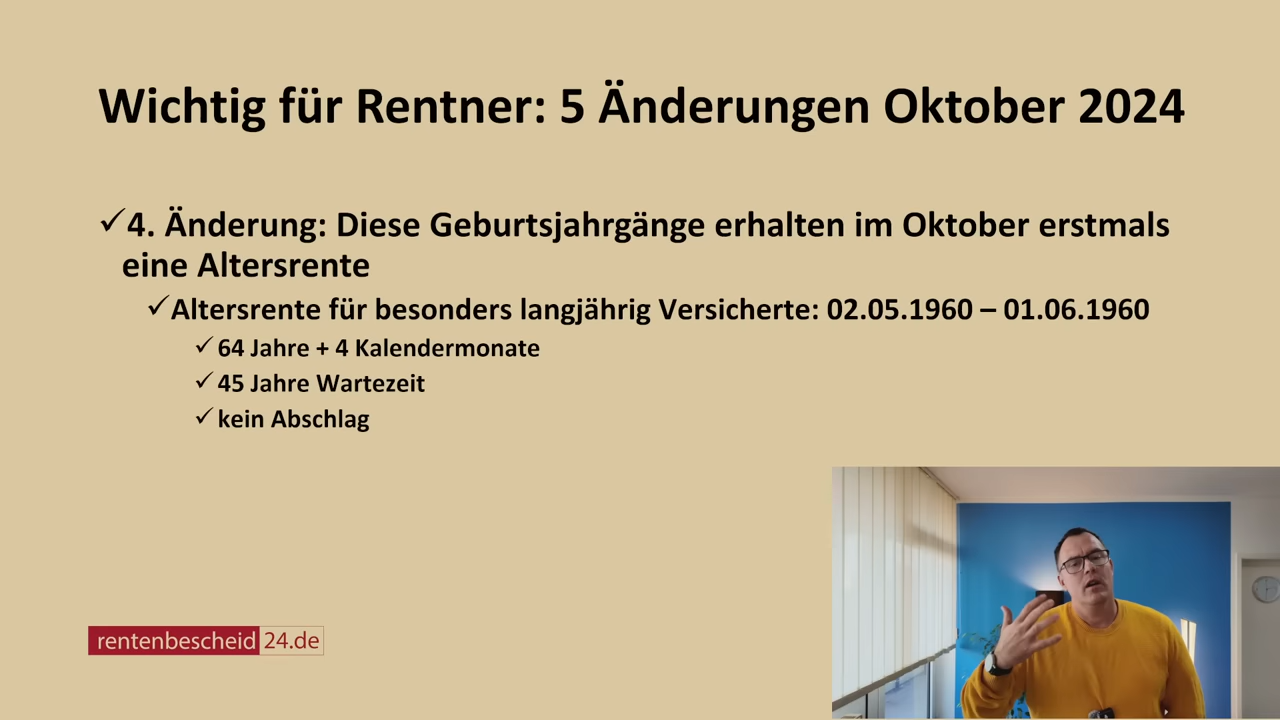 Wichtig für Rentner: 5 Änderungen Oktober 2024
✓4. Änderung: Diese Geburtsjahrgänge erhalten im Oktober erstmals
eine Altersrente
✓Altersrente für besonders langjährig Versicherte: 02.05.1960 – 01.06.1960
✓64 Jahre + 4 Kalendermonate
✓45 Jahre Wartezeit
✓kein Abschlag
rentenbescheid 24.de